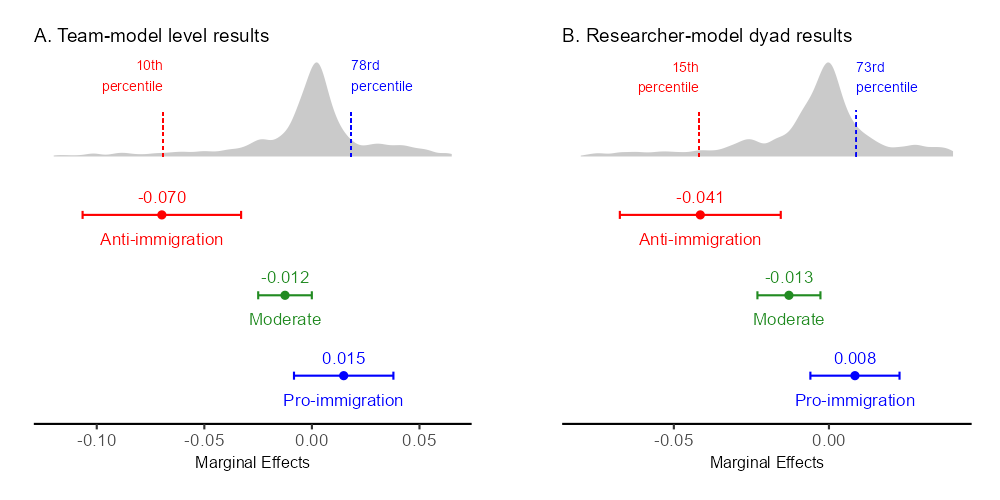 A. Team-model level results
10th
percentile
78rd
percentile
-0.070
Anti-immigration
-0.012
Moderate
0.015
Pro-immigration
-0.10
-0.05
0.00
0.05
Marginal Effects
B. Researcher-model dyad results
15th
percentile
73rd
percentile
-0.041
Anti-immigration
-0.013
Moderate
0.008
Pro-immigration
-0.05
0.00
Marginal Effects